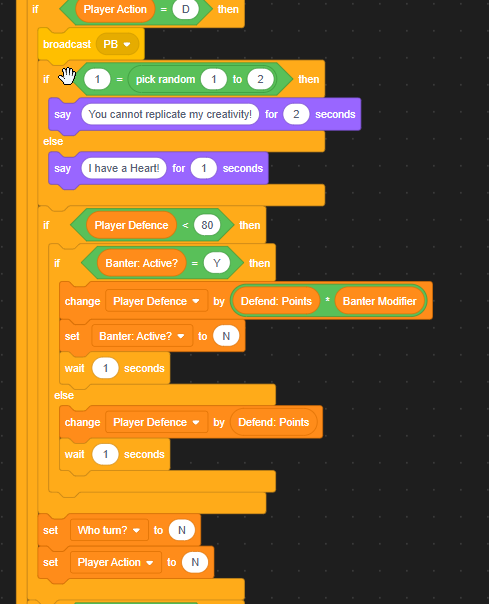 if Player Action = D then
broadcast PB
if 1 = pick random 1 to 2 then
say You cannot replicate my creativity! for 2 seconds
else
say I have a Heart! for 1 seconds
if Player Defence < 80 then
if Banter: Active? = Y then
change Player Defence by Defend: Points * Banter Modifier
set Banter: Active? to N
wait 1 seconds
else
change Player Defence by Defend: Points
wait 1 seconds
set Who turn? to N
set Player Action to N